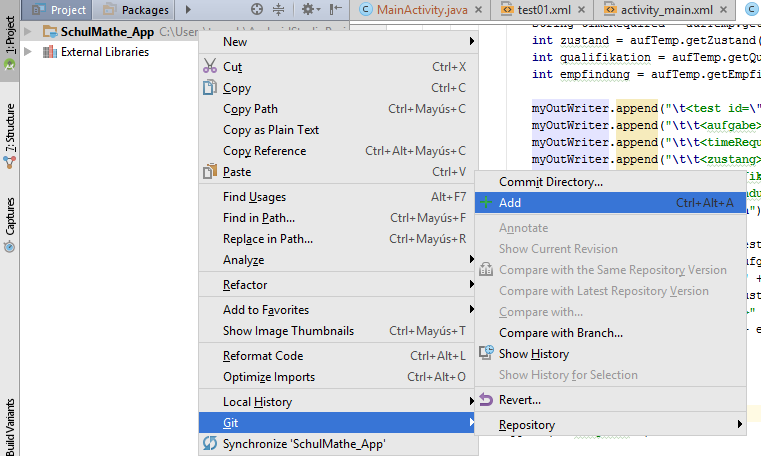 Project
Packages
MainActivity.java
test01.xml
activity_main.xml
SchulMathe_App
External Libraries
1: Project
7: Structure
Captures
Build Variants
New
Cut Ctrl+X
Copy Ctrl+C
Copy Path Ctrl+Mayús+C
Copy as Plain Text
Copy Reference Ctrl+Alt+Mayús+C
Paste Ctrl+V
Find Usages Alt+F7
Find in Path... Ctrl+Mayús+F
Replace in Path... Ctrl+Mayús+R
Analyze
Refactor
Add to Favorites
Show Image Thumbnails Ctrl+Mayús+T
Reformat Code Ctrl+Alt+L
Optimize Imports Ctrl+Alt+O
Local History
Git
Synchronize 'SchulMathe_App'
Commit Directory...
Add Ctrl+Alt+A
Annotate
Show Current Revision
Compare with the Same Repository Version
Compare with Latest Repository Version
Compare with...
Compare with Branch...
Show History
Show History for Selection
Revert...
Repository
int zustand = aufTemp.getZustand(
int qualifikation = aufTemp.getQu
int empfindung = aufTemp.getEmpfi
myOutWriter.append("\t<test id=\"
myOutWriter.append("\t\t<aufgabe>
myOutWriter.append("\t\t<timeRequ
myOutWriter.append("\t\t<zustang>